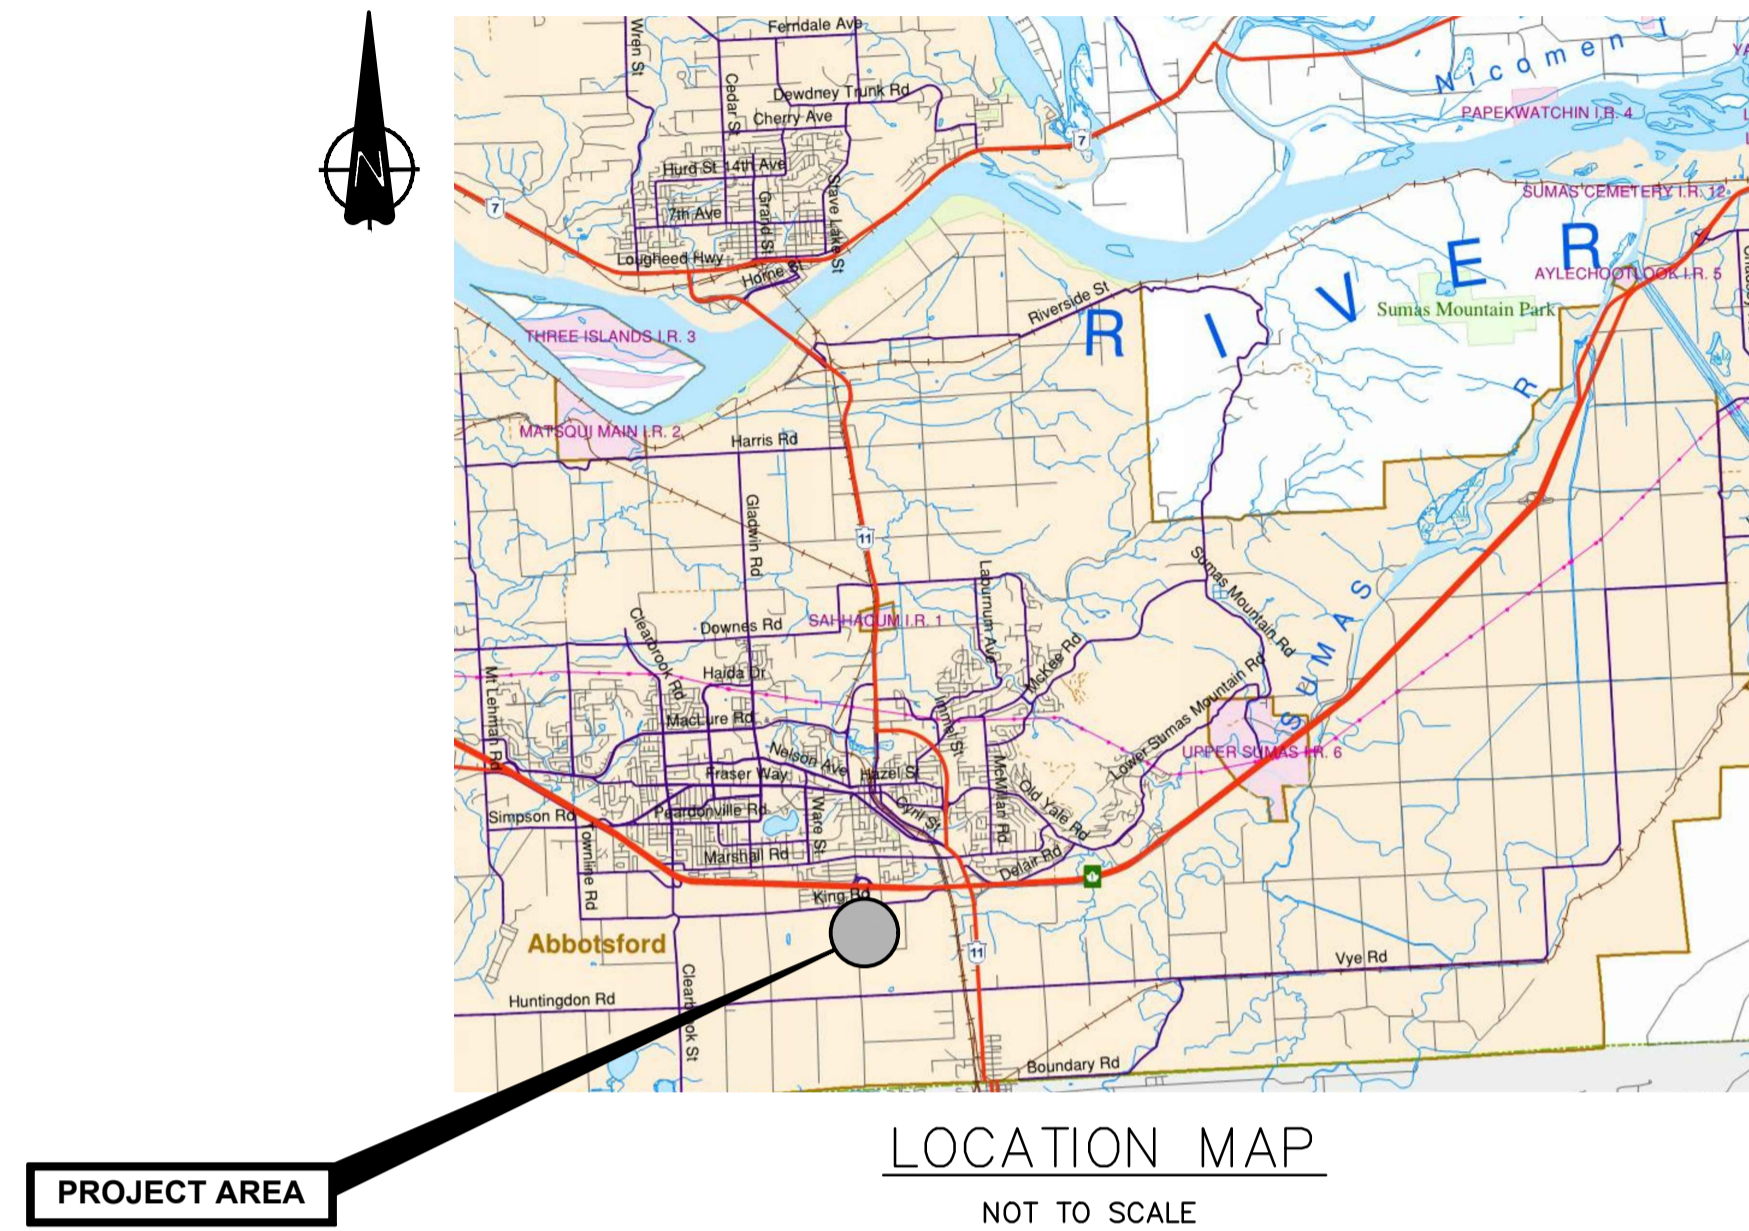 N
Wren St
Ferndale Ave
Cedar St
Dewdney Trunk Rd
Cherry Ave
Hurd St
14th Ave
Grand St
Stave Lake St
7th Ave
7
7
Lougheed Hwy
Horne St
Nicomen I
PAPEKWATCHIN I.R. 4
SUMAS CEMETERY I.R. 12
AYLECHOOTLOOK I.R. 5
RIVER
Riverside St
Sumas Mountain Park
THREE ISLANDS I.R. 3
MATSQUI MAIN I.R. 2
Harris Rd
Gladwin Rd
11
SUMAS R
Sumas Mountain Rd
Laburnum Ave
SAHHACUM I.R. 1
Downes Rd
Clearbrook Rd
Haida Dr
McKee Rd
Mt Lehman Rd
MacLure Rd
Lower Sumas Mountain Rd
UPPER SUMAS I.R. 6
Nelson Ave
Hazel St
Fraser Way
McMillan Rd
Old Yale Rd
Peardonville Rd
Ware St
Cyril St
Simpson Rd
Townline Rd
Marshall Rd
Delair Rd
1
King Rd
Abbotsford
11
Vye Rd
Huntingdon Rd
Clearbrook St
Boundary Rd
PROJECT AREA
LOCATION MAP
NOT TO SCALE